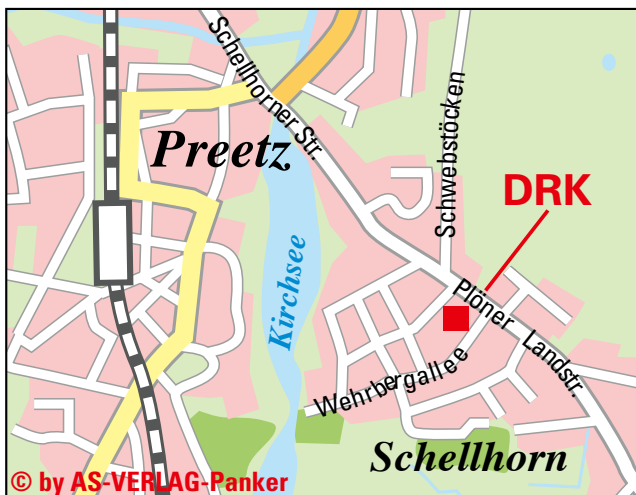 Schellhorner Str.
Preetz
Schwebstöcken
DRK
Kirchsee
Plöner Landstr.
Wehrbergallee
Schellhorn
© by AS-VERLAG-Panker